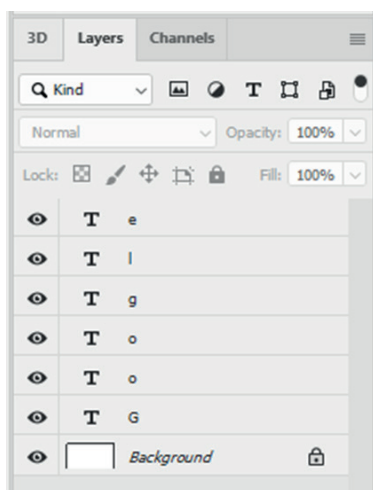 3D Layers Channels
Kind
Normal Opacity: 100%
Lock: Fill: 100%
T e
T l
T g
T o
T o
T G
Background